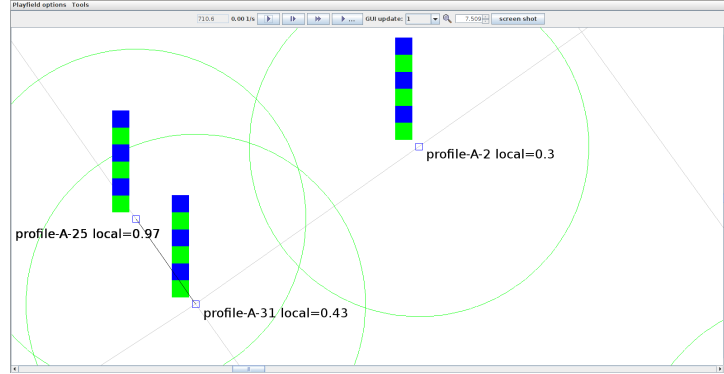 Playfield options Tools
710.6 0.00 1/s ... GUI update: 1 7.509 screen shot
profile-A-2 local=0.3
profile-A-25 local=0.97
profile-A-31 local=0.43